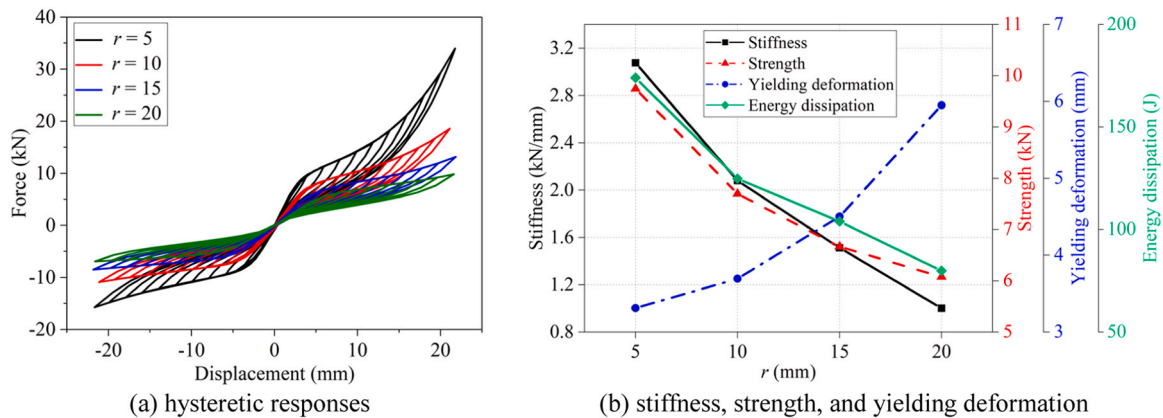 40
30
20
10
0
-10
-20
Force (kN)
r = 5
r = 10
r = 15
r = 20
-20
-10
0
10
20
Displacement (mm)
(a) hysteretic responses
3.2
2.8
2.4
2.0
1.6
1.2
0.8
Stiffness (kN/mm)
Stiffness
Strength
Yielding deformation
Energy dissipation
5
10
15
20
r (mm)
11
10
9
8
7
6
5
Strength (kN)
7
6
5
4
3
Yielding deformation (mm)
200
150
100
50
Energy dissipation (J)
(b) stiffness, strength, and yielding deformation